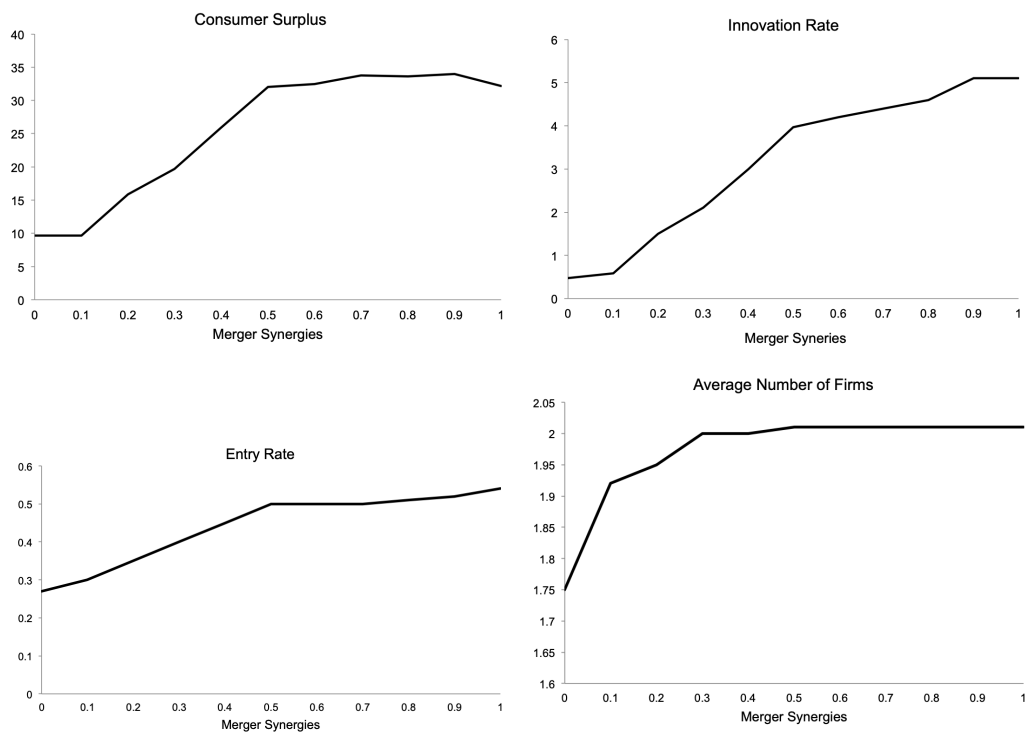 Consumer Surplus
40
35
30
25
20
15
10
5
0
0 0.1 0.2 0.3 0.4 0.5 0.6 0.7 0.8 0.9 1
Merger Synergies
Innovation Rate
6
5
4
3
2
1
0
0 0.1 0.2 0.3 0.4 0.5 0.6 0.7 0.8 0.9 1
Merger Syneries
Entry Rate
0.6
0.5
0.4
0.3
0.2
0.1
0
0 0.1 0.2 0.3 0.4 0.5 0.6 0.7 0.8 0.9 1
Merger Synergies
Average Number of Firms
2.05
2
1.95
1.9
1.85
1.8
1.75
1.7
1.65
1.6
0 0.1 0.2 0.3 0.4 0.5 0.6 0.7 0.8 0.9 1
Merger Synergies